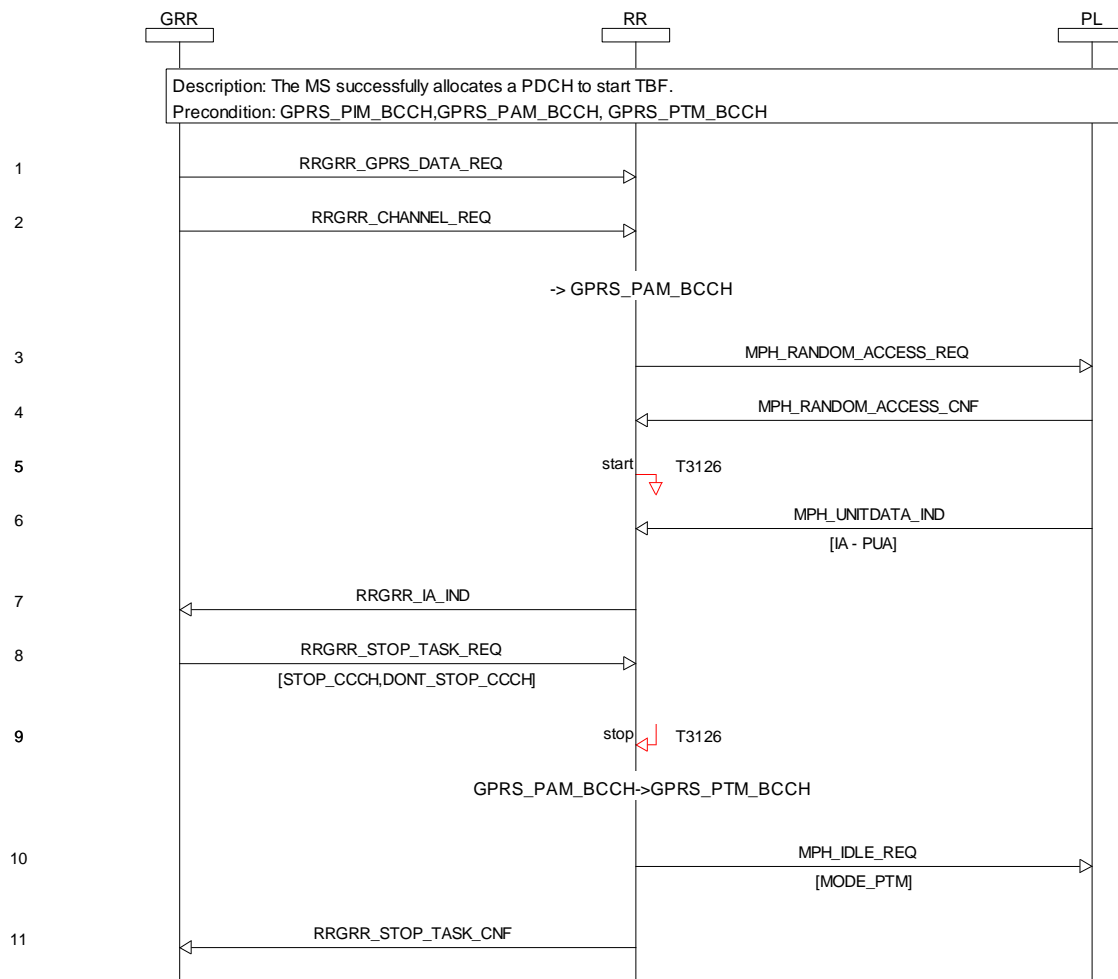 GRR RR PL
Description: The MS successfully allocates a PDCH to start TBF.
Precondition: GPRS_PIM_BCCH,GPRS_PAM_BCCH, GPRS_PTM_BCCH
1 RRGRR_GPRS_DATA_REQ
2 RRGRR_CHANNEL_REQ
-> GPRS_PAM_BCCH
3 MPH_RANDOM_ACCESS_REQ
4 MPH_RANDOM_ACCESS_CNF
5 start T3126
6 MPH_UNITDATA_IND
[IA - PUA]
7 RRGRR_IA_IND
8 RRGRR_STOP_TASK_REQ
[STOP_CCCH,DONT_STOP_CCCH]
9 stop T3126
GPRS_PAM_BCCH->GPRS_PTM_BCCH
10 MPH_IDLE_REQ
[MODE_PTM]
11 RRGRR_STOP_TASK_CNF